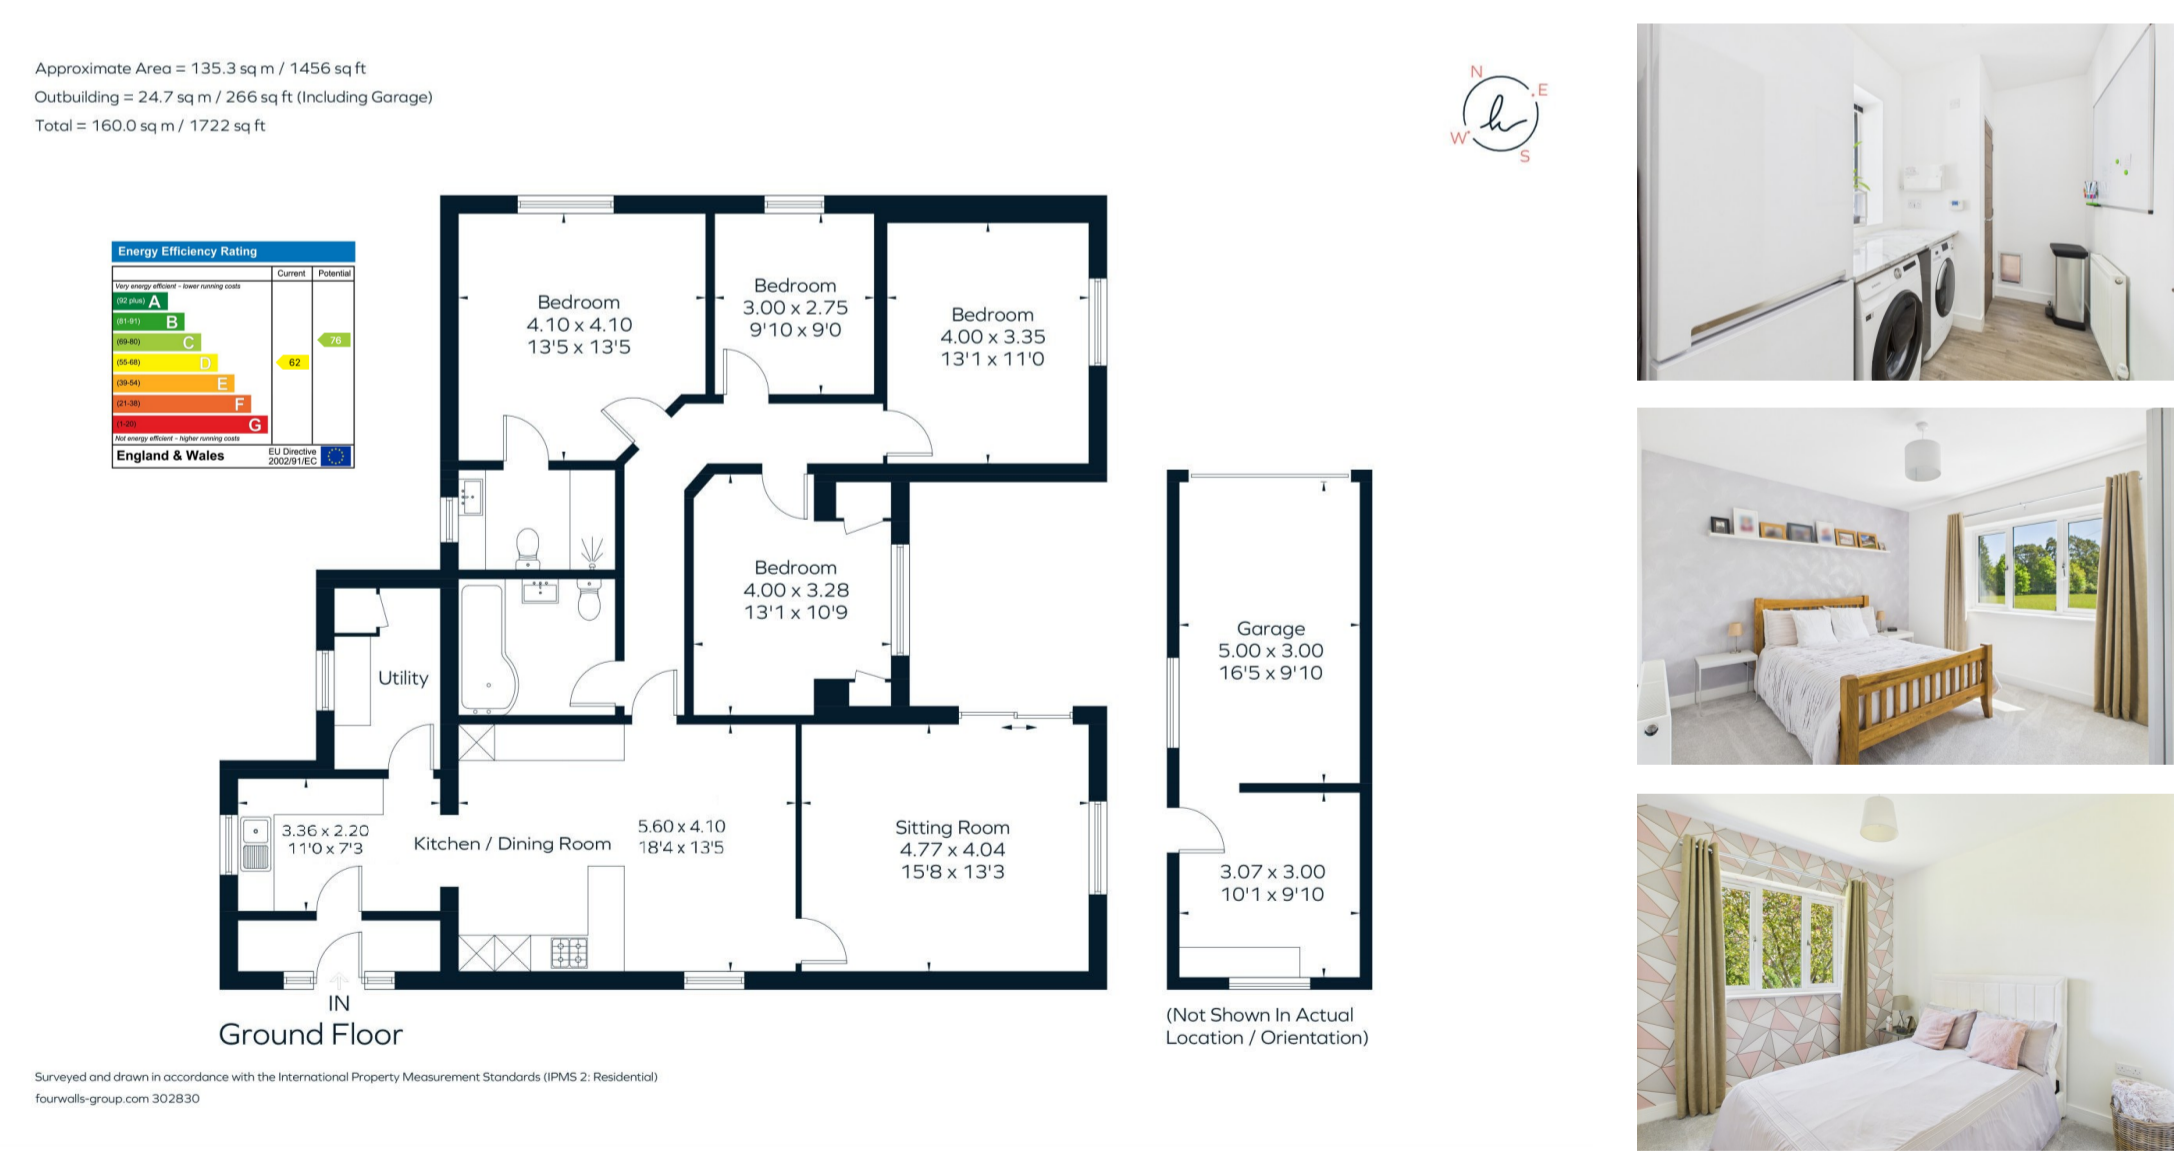 Approximate Area = 135.3 sq m / 1456 sq ft
Outbuilding = 24.7 sq m / 266 sq ft (Including Garage)
Total = 160.0 sq m / 1722 sq ft
N
E
W
S
Energy Efficiency Rating
Current Potential
Very energy efficient – lower running costs
(92 plus) A
(81-91) B
(69-80) C
76
(55-68) D
62
(39-54) E
(21-38) F
(1-20) G
Not energy efficient – higher running costs
England & Wales
EU Directive
2002/91/EC
Bedroom
4.10 x 4.10
13'5 x 13'5
Bedroom
3.00 x 2.75
9'10 x 9'0
Bedroom
4.00 x 3.35
13'1 x 11'0
Bedroom
4.00 x 3.28
13'1 x 10'9
Utility
Garage
5.00 x 3.00
16'5 x 9'10
3.36 x 2.20
11'0 x 7'3
Kitchen / Dining Room
5.60 x 4.10
18'4 x 13'5
Sitting Room
4.77 x 4.04
15'8 x 13'3
3.07 x 3.00
10'1 x 9'10
IN
Ground Floor
(Not Shown In Actual
Location / Orientation)
Surveyed and drawn in accordance with the International Property Measurement Standards (IPMS 2: Residential)
fourwalls-group.com 302830